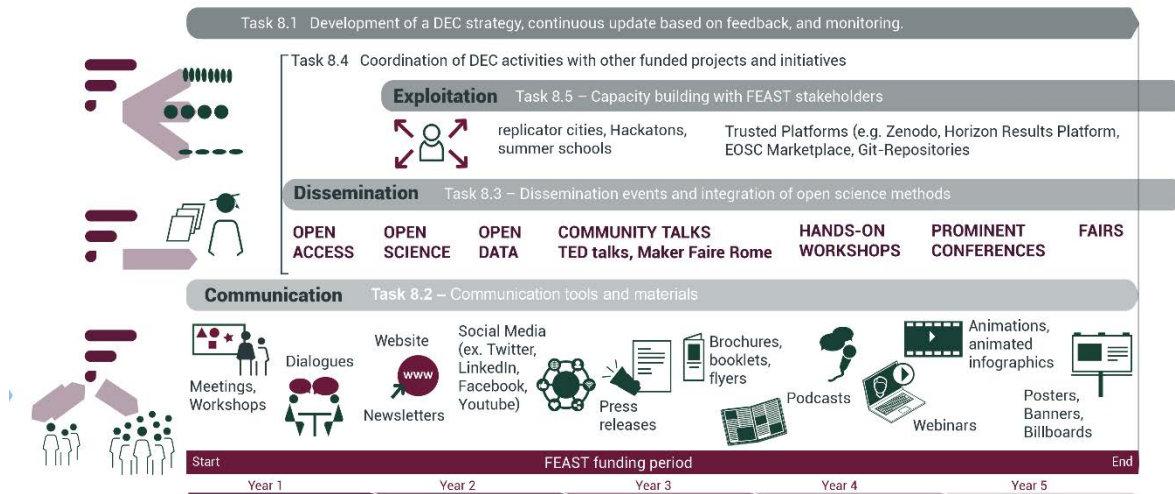 Task 8.1 Development of a DEC strategy, continuous update based on feedback, and monitoring.
Task 8.4 Coordination of DEC activities with other funded projects and initiatives
Exploitation Task 8.5 – Capacity building with FEAST stakeholders
replicator cities, Hackatons,
summer schools
Trusted Platforms (e.g. Zenodo, Horizon Results Platform,
EOSC Marketplace, Git-Repositories
Dissemination Task 8.3 – Dissemination events and integration of open science methods
OPEN
ACCESS
OPEN
SCIENCE
OPEN
DATA
COMMUNITY TALKS
TED talks, Maker Faire Rome
HANDS-ON
WORKSHOPS
PROMINENT
CONFERENCES
FAIRS
Communication Task 8.2 – Communication tools and materials
Meetings,
Workshops
Dialogues
Website
www
Newsletters
Social Media
(ex. Twitter,
LinkedIn,
Facebook,
Youtube)
Press
releases
Brochures,
booklets,
flyers
Podcasts
Webinars
Animations,
animated
infographics
Posters,
Banners,
Billboards
Start FEAST funding period End
Year 1 Year 2 Year 3 Year 4 Year 5